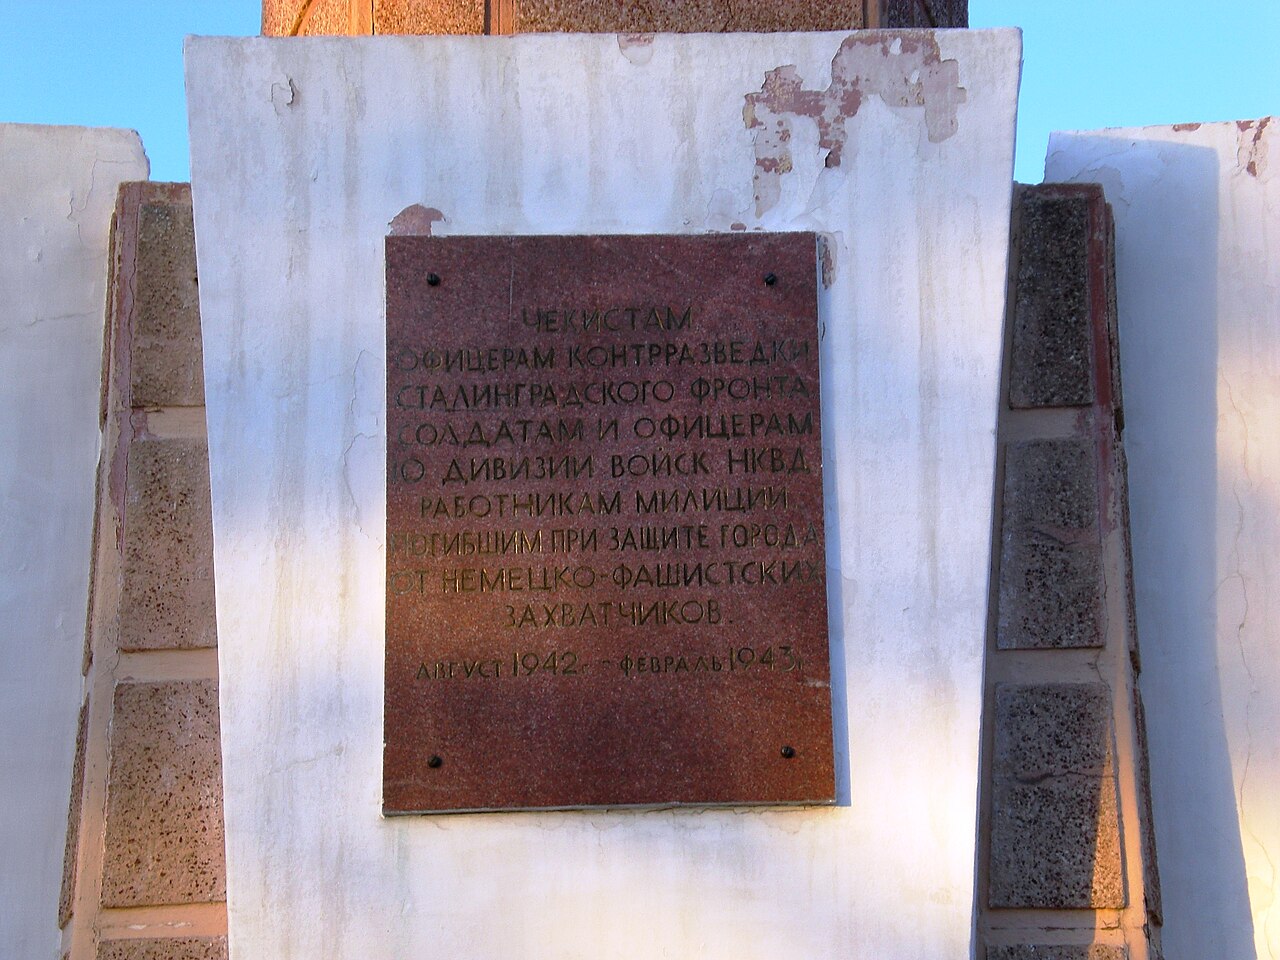 ЧЕКИСТАМ
ОФИЦЕРАМ КОНТРРАЗВЕДКИ
СТАЛИНГРАДСКОГО ФРОНТА
СОЛДАТАМ И ОФИЦЕРАМ
10 ДИВИЗИИ ВОЙСК НКВД
РАБОТНИКАМ МИЛИЦИИ
ПОГИБШИМ ПРИ ЗАЩИТЕ ГОРОДА
ОТ НЕМЕЦКО-ФАШИСТСКИХ
ЗАХВАТЧИКОВ.
АВГУСТ 1942г. - ФЕВРАЛЬ 1943г.